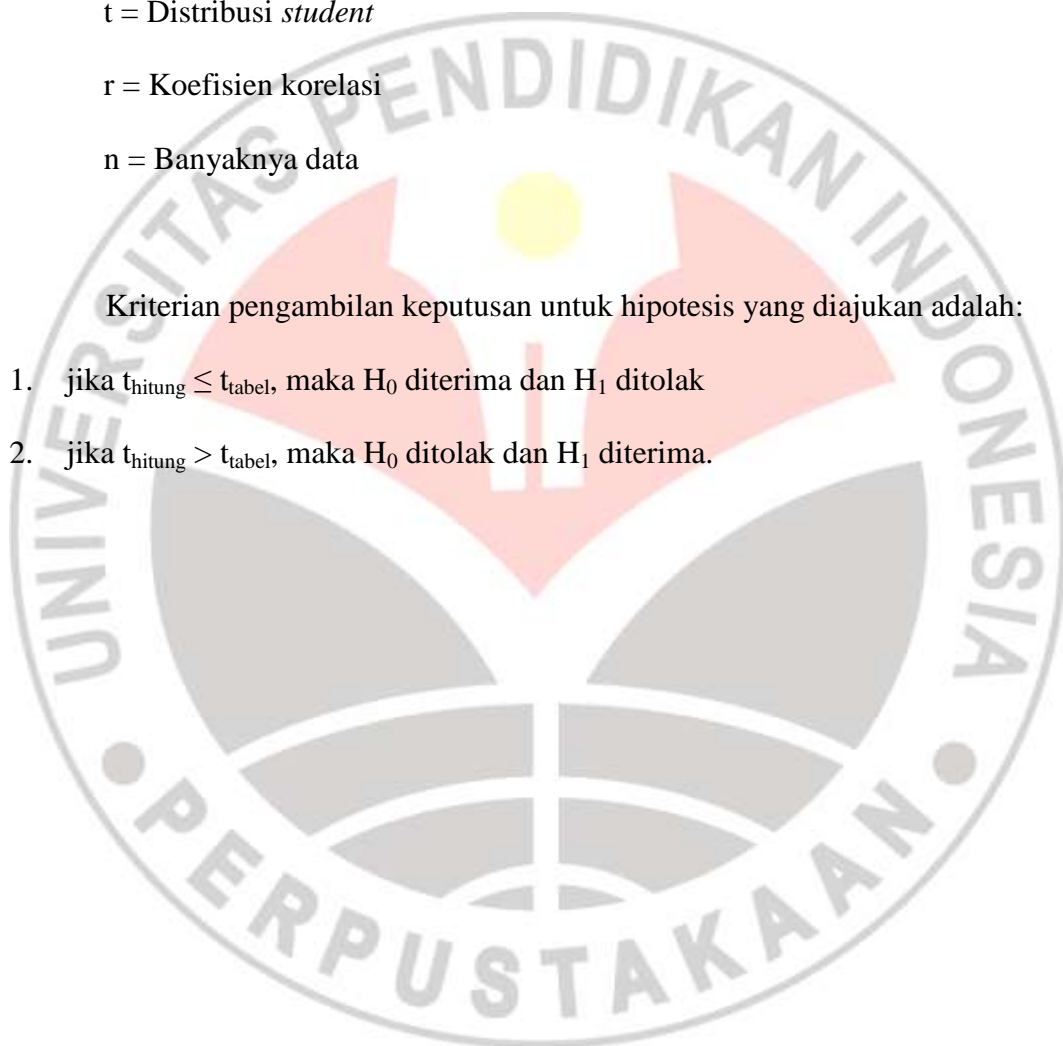 t = Distribusi student
r = Koefisien korelasi
n = Banyaknya data
Kriterian pengambilan keputusan untuk hipotesis yang diajukan adalah:
1. jika thitung ≤ ttabel, maka H0 diterima dan H1 ditolak
2. jika thitung > ttabel, maka H0 ditolak dan H1 diterima.
UNIVERSITAS PENDIDIKAN INDONESIA
PERPUSTAKAAN